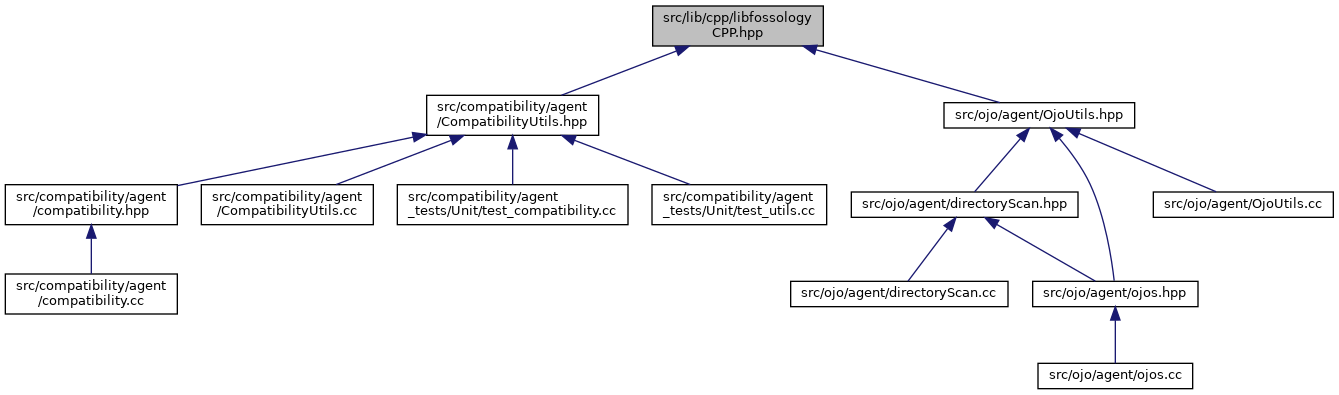 src/lib/cpp/libfossology
CPP.hpp
src/compatibility/agent
/CompatibilityUtils.hpp
src/ojo/agent/OjoUtils.hpp
src/compatibility/agent
/compatibility.hpp
src/compatibility/agent
/CompatibilityUtils.cc
src/compatibility/agent
_tests/Unit/test_compatibility.cc
src/compatibility/agent
_tests/Unit/test_utils.cc
src/ojo/agent/directoryScan.hpp
src/ojo/agent/OjoUtils.cc
src/compatibility/agent
/compatibility.cc
src/ojo/agent/directoryScan.cc
src/ojo/agent/ojos.hpp
src/ojo/agent/ojos.cc